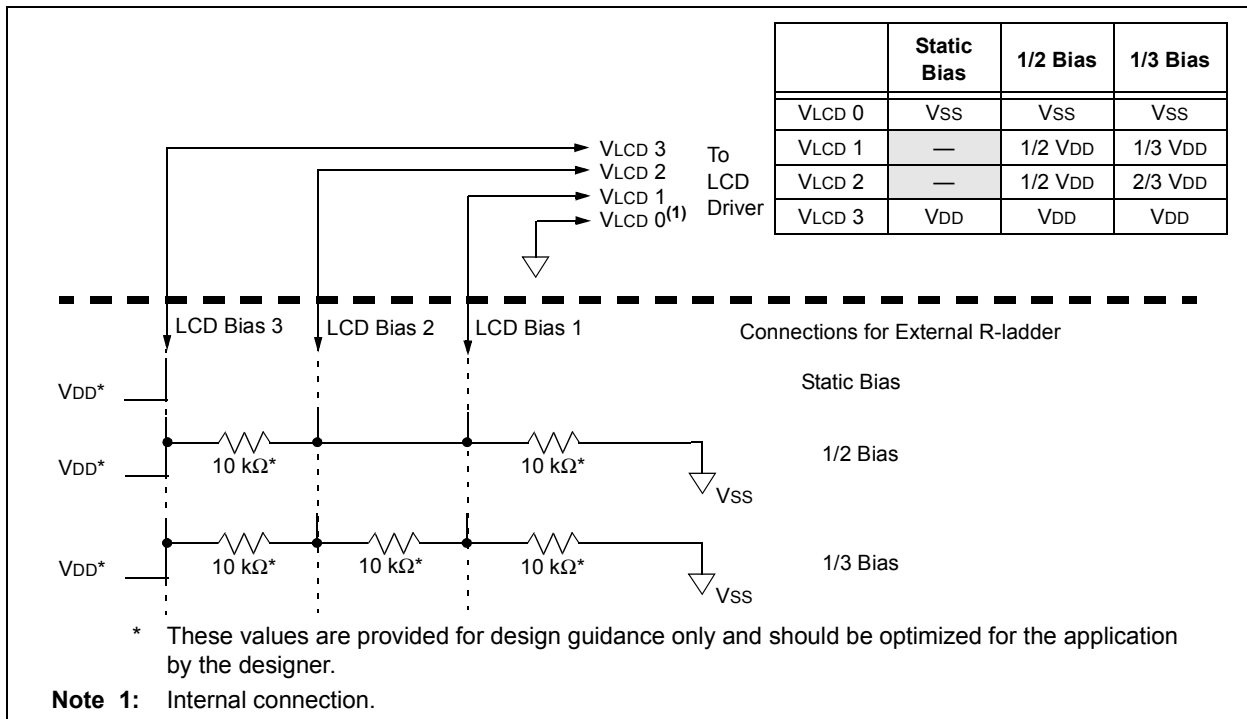 Static Bias 1/2 Bias 1/3 Bias
VLCD 0 VSS VSS VSS
VLCD 1 — 1/2 VDD 1/3 VDD
VLCD 2 — 1/2 VDD 2/3 VDD
VLCD 3 VDD VDD VDD
VLCD 3
VLCD 2
VLCD 1
VLCD 0(1)
To
LCD
Driver
LCD Bias 3 LCD Bias 2 LCD Bias 1 Connections for External R-ladder
VDD* Static Bias
VDD* 10 kΩ* 10 kΩ* VSS 1/2 Bias
VDD* 10 kΩ* 10 kΩ* 10 kΩ* VSS 1/3 Bias
* These values are provided for design guidance only and should be optimized for the application
by the designer.
Note 1: Internal connection.